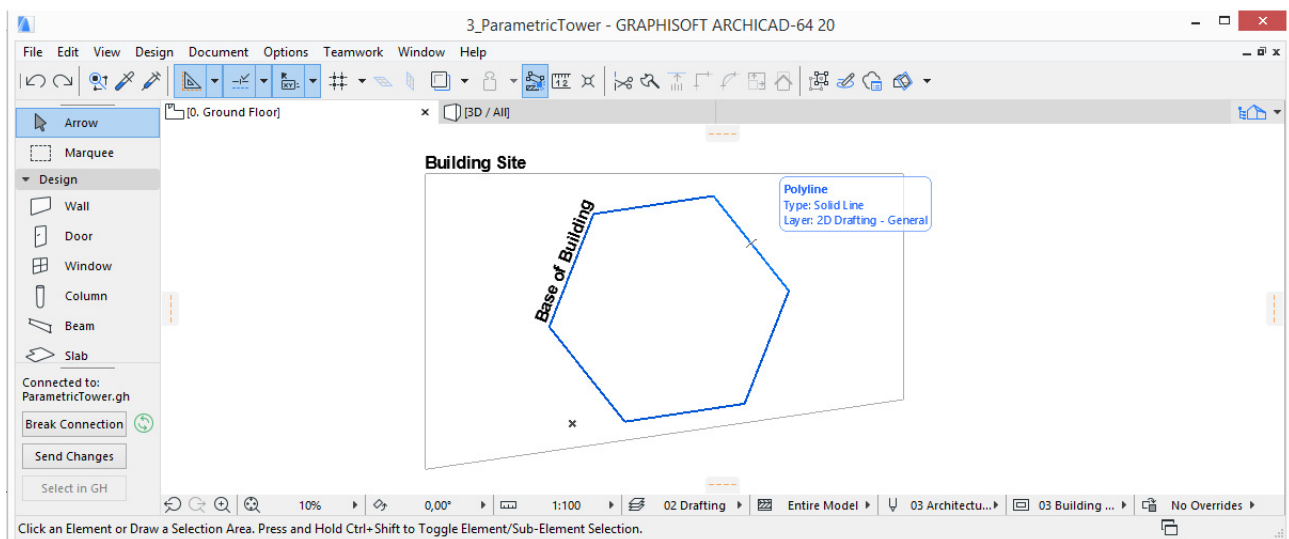 3_ParametricTower - GRAPHISOFT ARCHICAD-64 20
File Edit View Design Document Options Teamwork Window Help
[0. Ground Floor] [3D / All]
Arrow
Marquee
Design
Wall
Door
Window
Column
Beam
Slab
Connected to:
ParametricTower.gh
Break Connection
Send Changes
Select in GH
Building Site
Base of Building
Polyline
Type: Solid Line
Layer: 2D Drafting - General
10% 0,00° 1:100 02 Drafting Entire Model 03 Architectu... 03 Building ... No Overrides
Click an Element or Draw a Selection Area. Press and Hold Ctrl+Shift to Toggle Element/Sub-Element Selection.